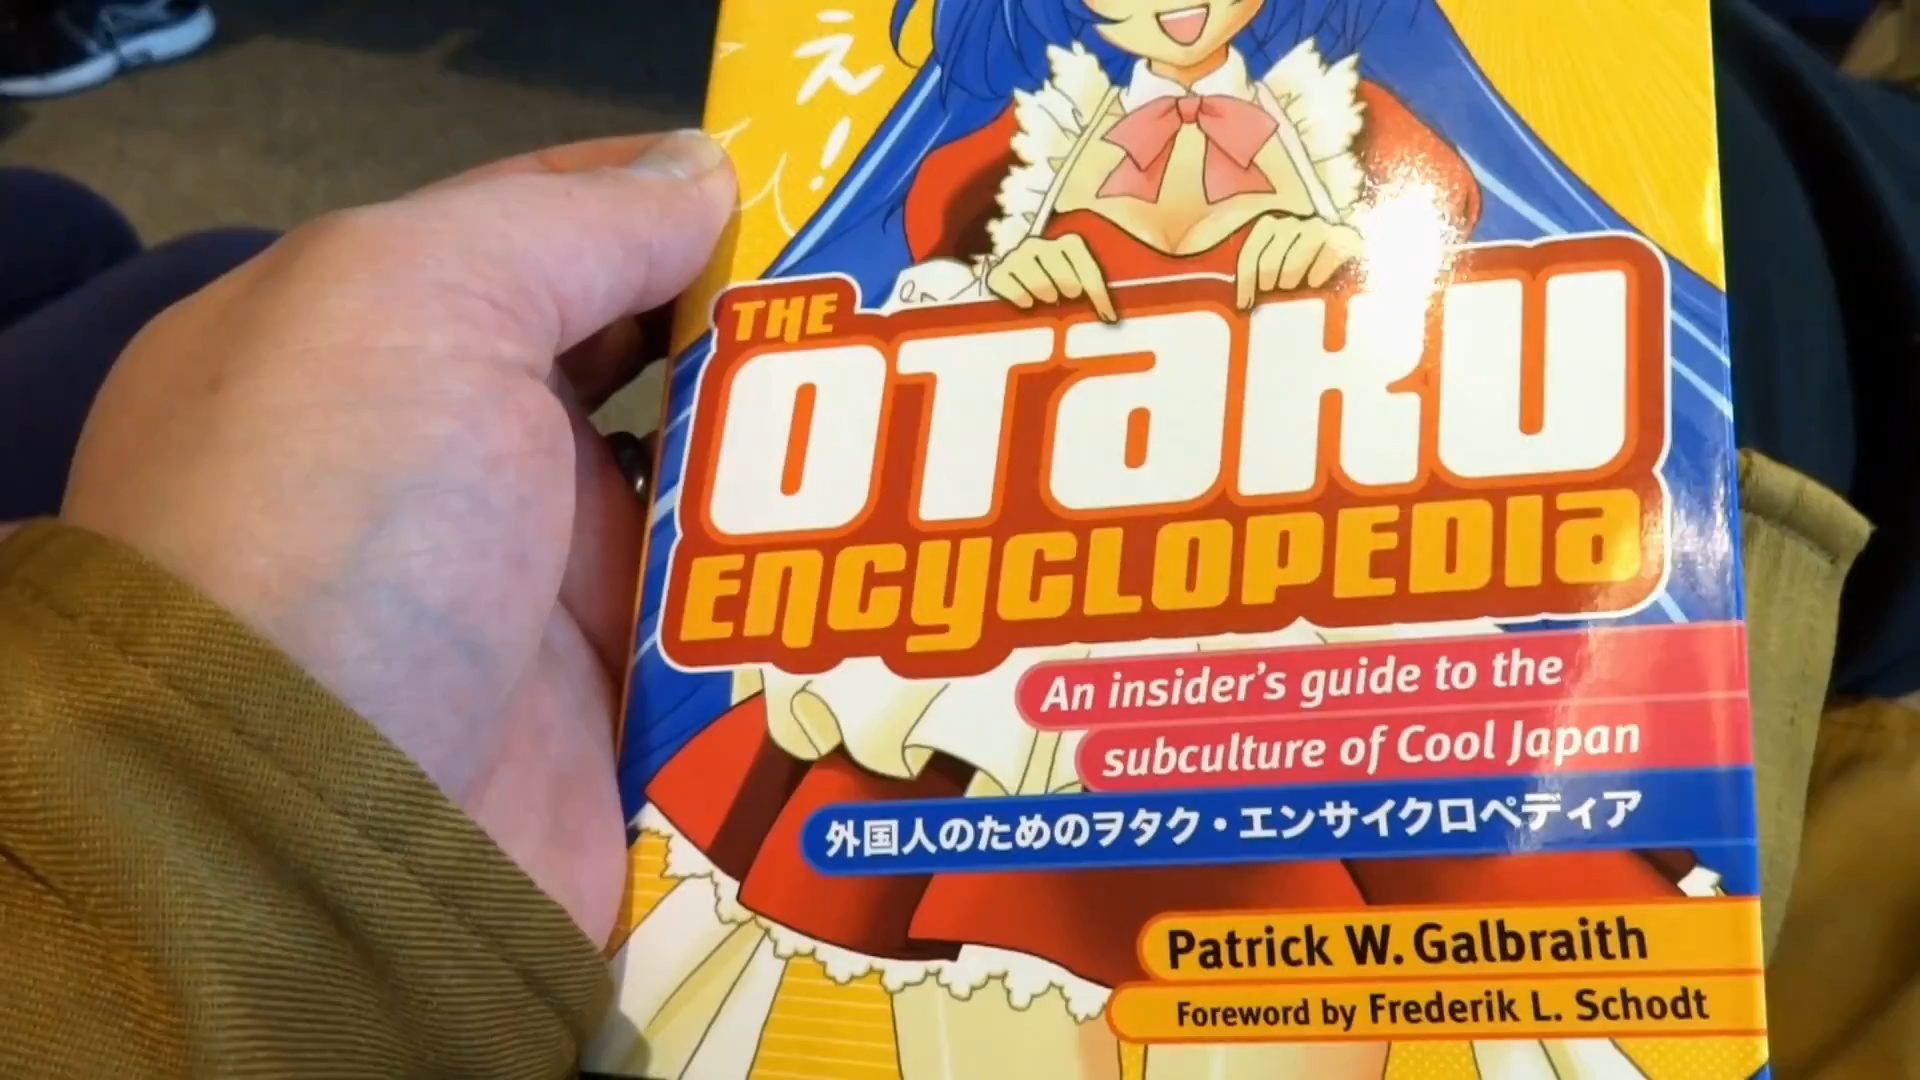 え!
THE
OTAKU
ENCYCLOPEDIA
An insider's guide to the
subculture of Cool Japan
外国人のためのヲタク・エンサイクロペディア
Patrick W. Galbraith
Foreword by Frederik L. Schodt